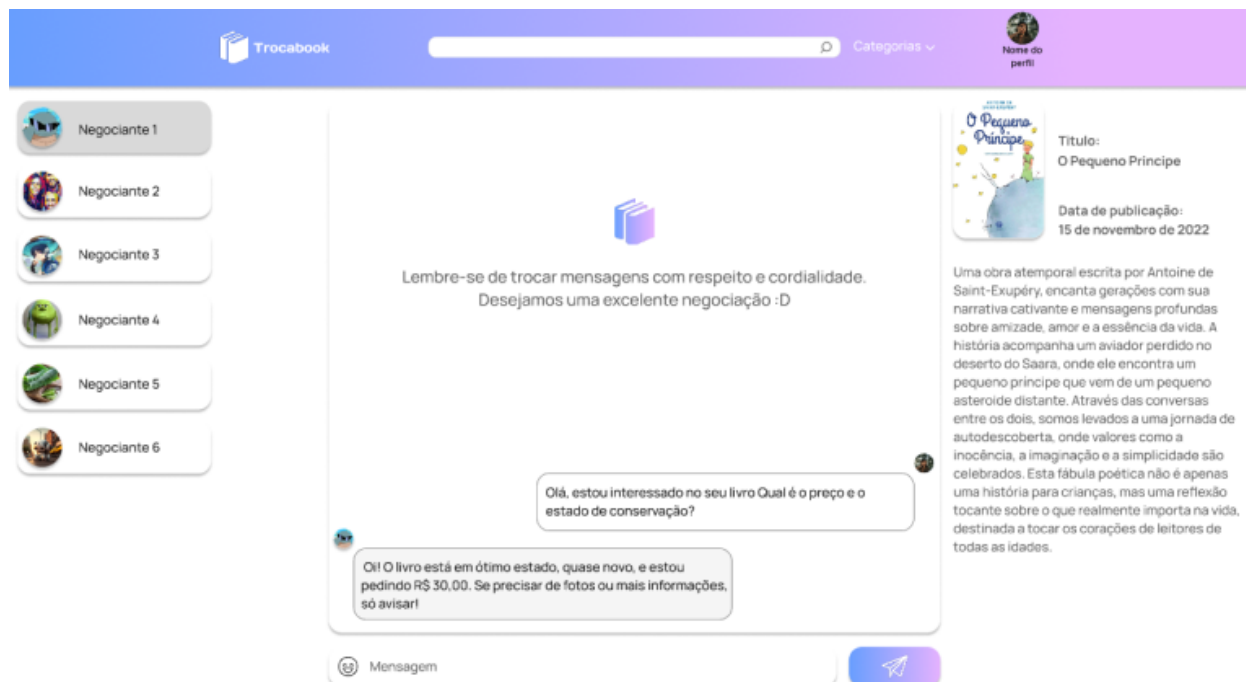 Trocabook
Categorias
Nome do
perfil
Negociante 1
Negociante 2
Negociante 3
Negociante 4
Negociante 5
Negociante 6
Lembre-se de trocar mensagens com respeito e cordialidade.
Desejamos uma excelente negociação :D
Olá, estou interessado no seu livro Qual é o preço e o
estado de conservação?
Oi! O livro está em ótimo estado, quase novo, e estou
pedindo R$ 30,00. Se precisar de fotos ou mais informações,
só avisar!
Mensagem
O Pequeno
Príncipe
Titulo:
O Pequeno Principe
Data de publicação:
15 de novembro de 2022
Uma obra atemporal escrita por Antoine de
Saint-Exupéry, encanta gerações com sua
narrativa cativante e mensagens profundas
sobre amizade, amor e a essência da vida. A
história acompanha um aviador perdido no
deserto do Saara, onde ele encontra um
pequeno príncipe que vem de um pequeno
asteroide distante. Através das conversas
entre os dois, somos levados a uma jornada de
autodescoberta, onde valores como a
inocência, a imaginação e a simplicidade são
celebrados. Esta fábula poética não é apenas
uma história para crianças, mas uma reflexão
tocante sobre o que realmente importa na vida,
destinada a tocar os corações de leitores de
todas as idades.